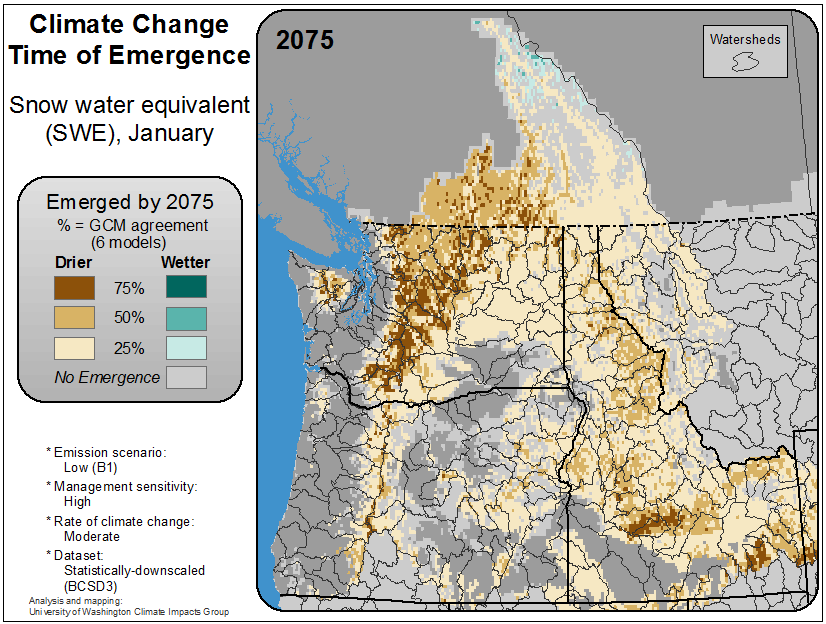 Climate Change
Time of Emergence
Snow water equivalent
(SWE), January
Emerged by 2075
% = GCM agreement
(6 models)
Drier Wetter
75%
50%
25%
No Emergence
* Emission scenario:
Low (B1)
* Management sensitivity:
High
* Rate of climate change:
Moderate
* Dataset:
Statistically-downscaled
(BCSD3)
Analysis and mapping:
University of Washington Climate Impacts Group
2075
Watersheds